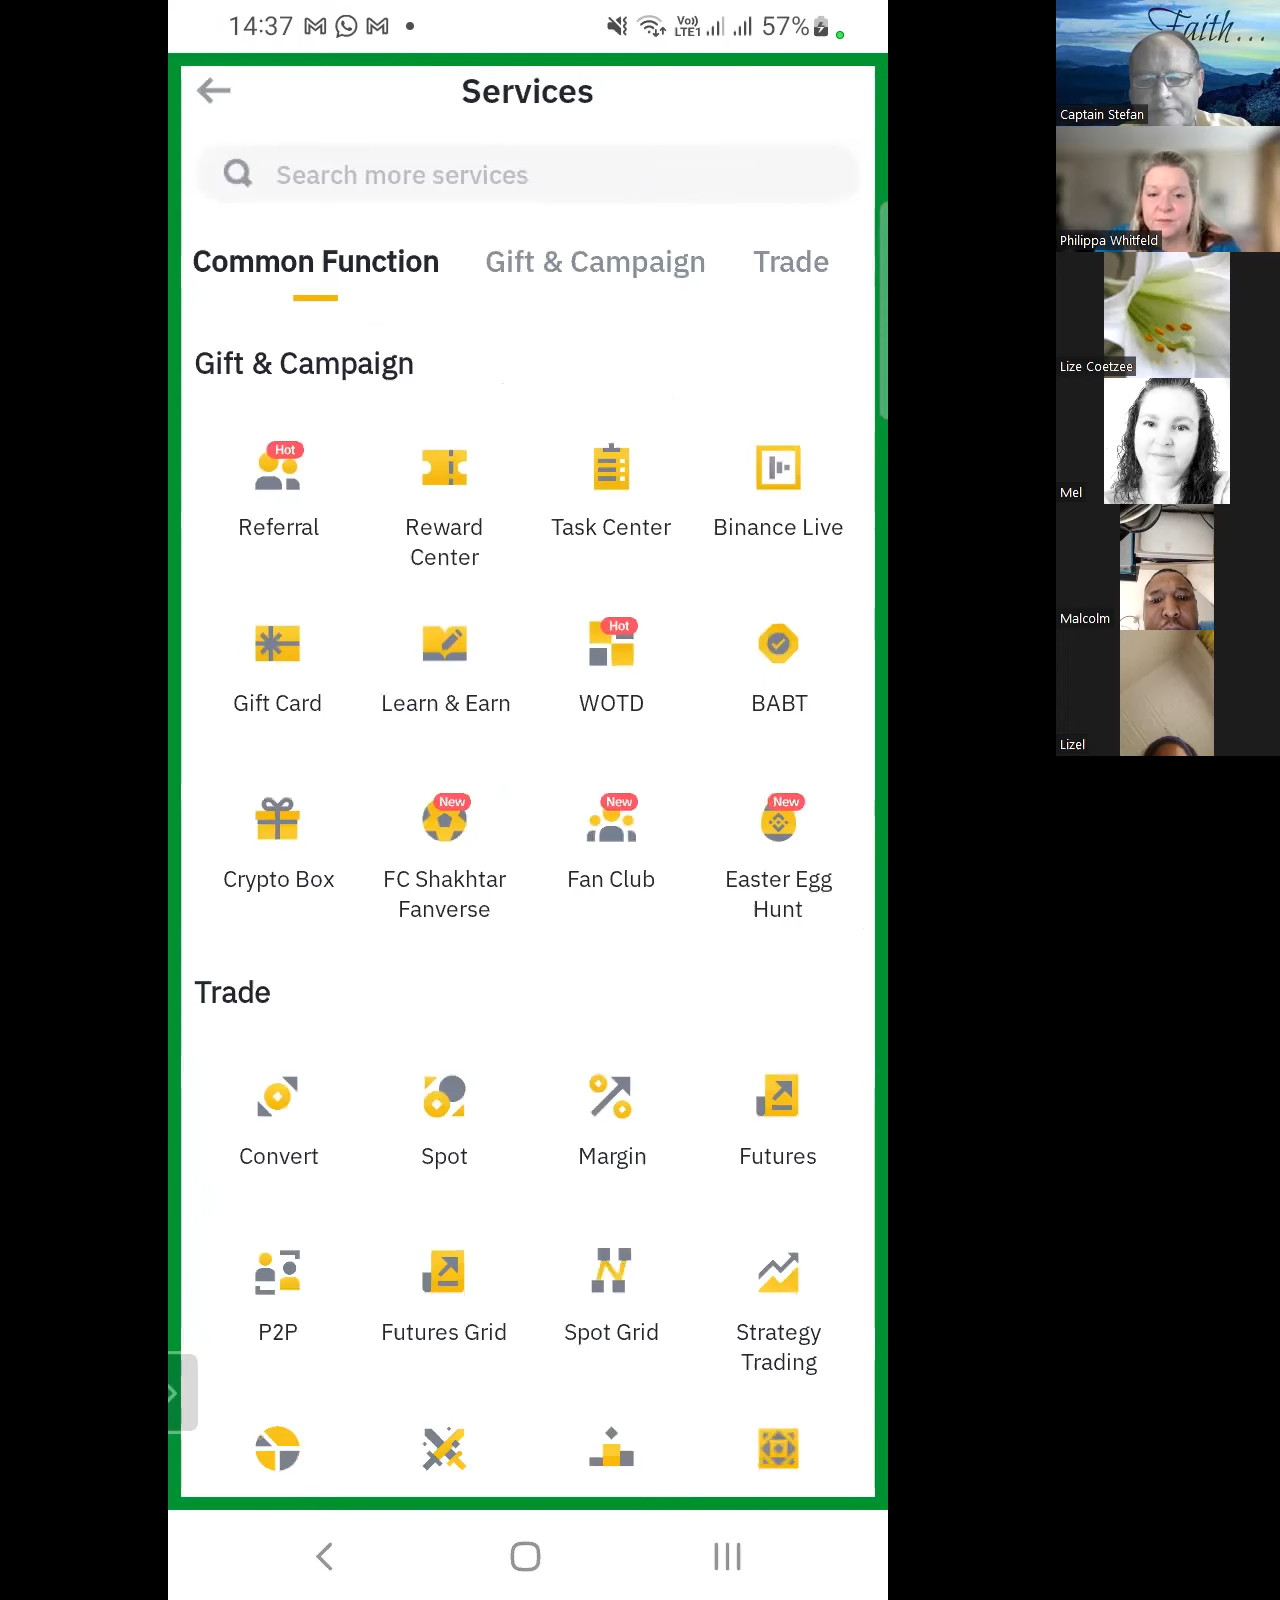 14:37
Vo)) LTE1
57%
Services
Search more services
Common Function
Gift & Campaign
Trade
Gift & Campaign
Hot
Referral
Reward Center
Task Center
Binance Live
Gift Card
Learn & Earn
Hot
WOTD
BABT
Crypto Box
New
FC Shakhtar Fanverse
New
Fan Club
New
Easter Egg Hunt
Trade
Convert
Spot
Margin
Futures
P2P
Futures Grid
Spot Grid
Strategy Trading
Faith...
Captain Stefan
Philippa Whitfeld
Lize Coetzee
Mel
Malcolm
Lizel